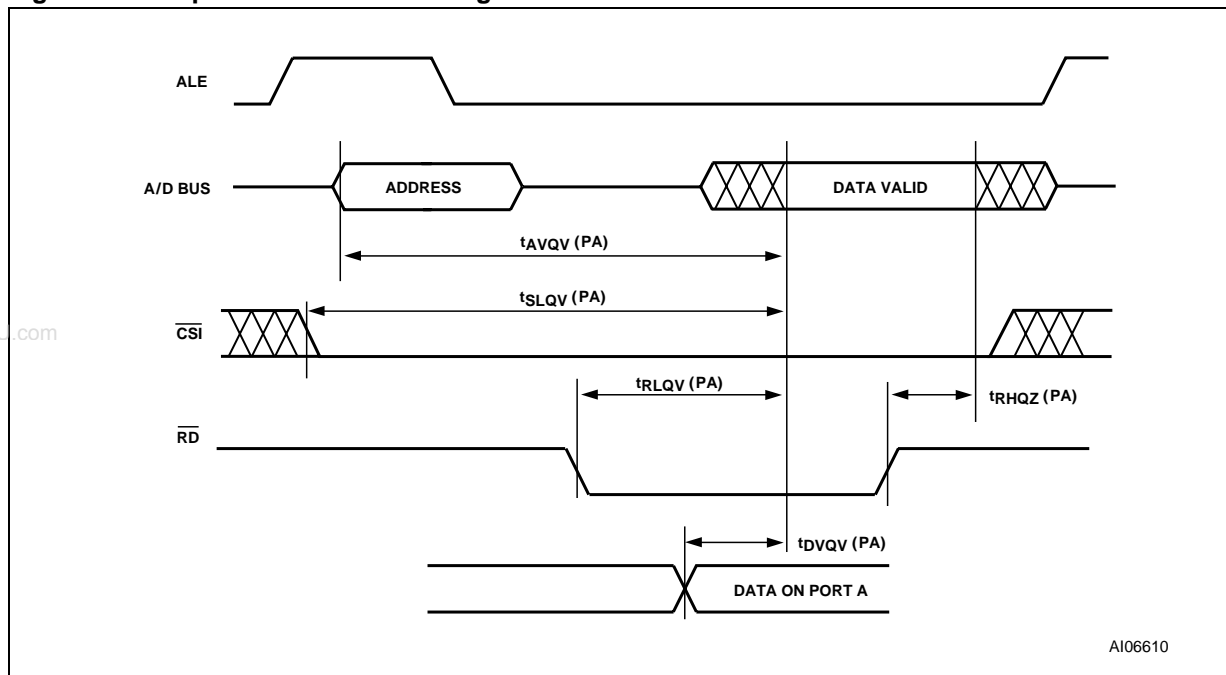 ALE
A/D BUS
ADDRESS
DATA VALID
tAVQV (PA)
tSLQV (PA)
J.com
CSI
tRLQV (PA)
tRHQZ (PA)
RD
tDVQV (PA)
DATA ON PORT A
AI06610